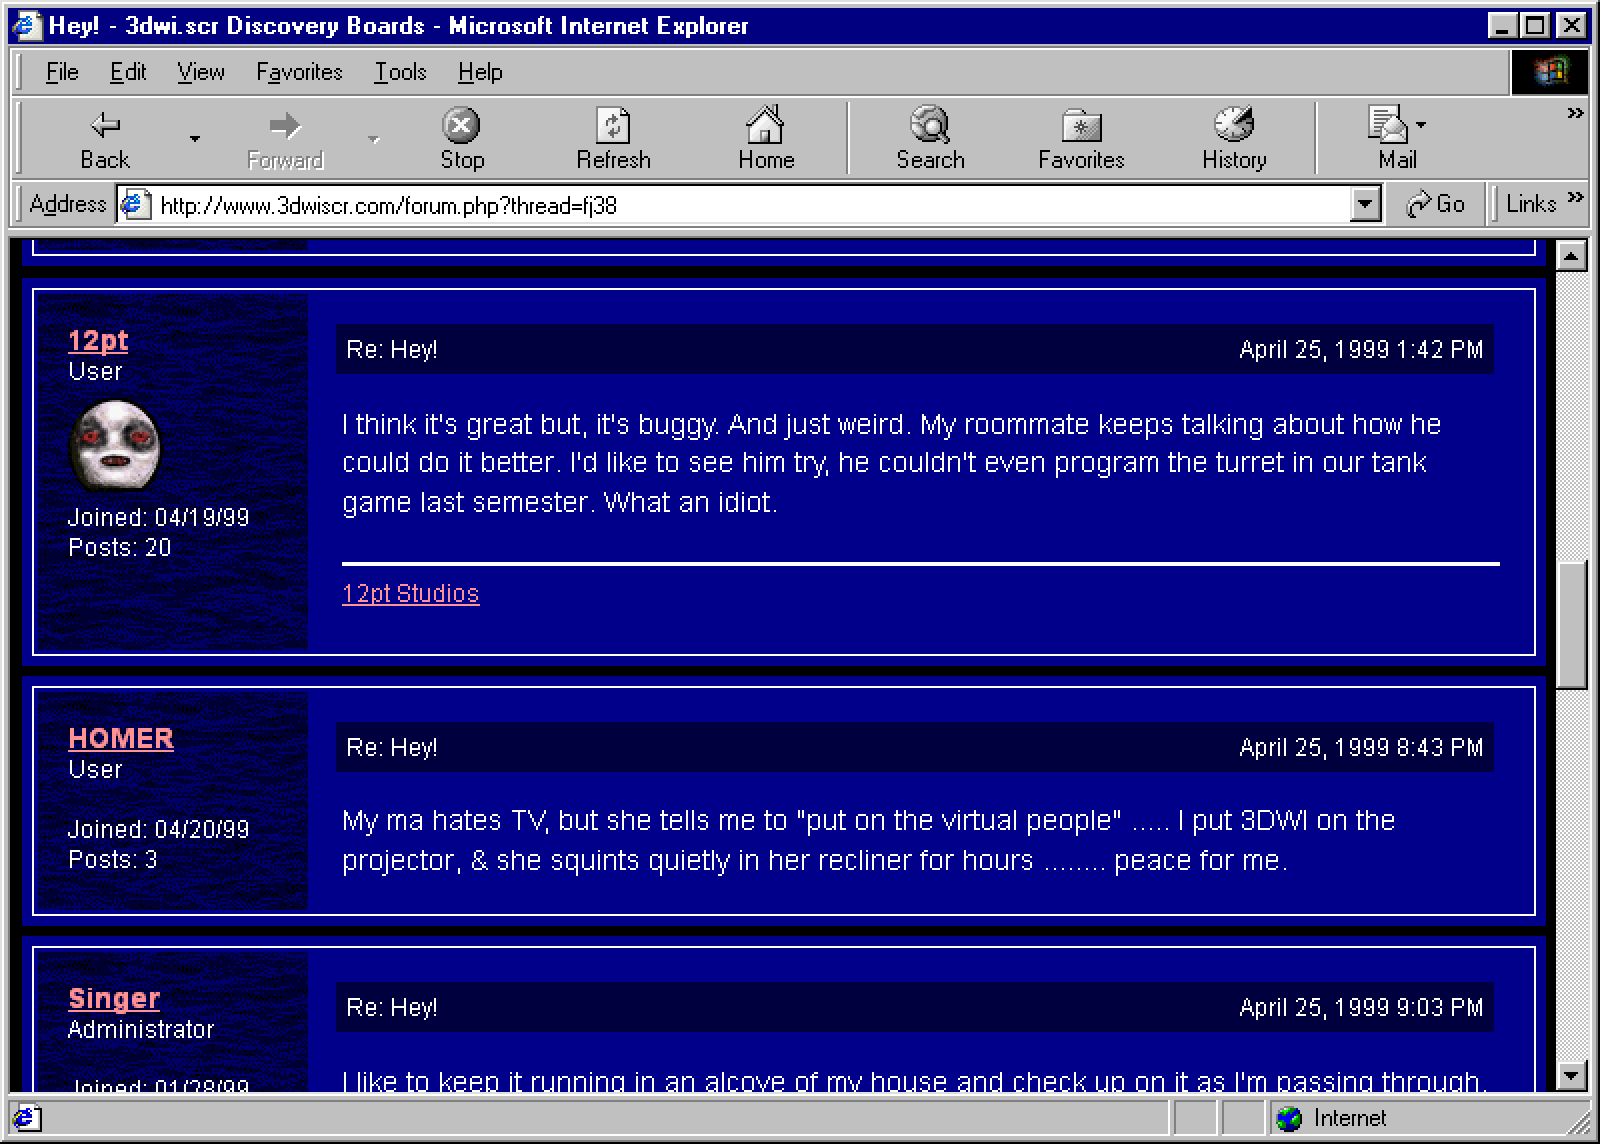 Hey! - 3dwi.scr Discovery Boards - Microsoft Internet Explorer
File Edit View Favorites Tools Help
Back Forward Stop Refresh Home Search Favorites History Mail »
Address http://www.3dwiscr.com/forum.php?thread=fj38 Go Links »
12pt
User
Joined: 04/19/99
Posts: 20
Re: Hey! April 25, 1999 1:42 PM
I think it's great but, it's buggy. And just weird. My roommate keeps talking about how he
could do it better. I'd like to see him try, he couldn't even program the turret in our tank
game last semester. What an idiot.
12pt Studios
HOMER
User
Joined: 04/20/99
Posts: 3
Re: Hey! April 25, 1999 8:43 PM
My ma hates TV, but she tells me to "put on the virtual people" ..... I put 3DWI on the
projector, & she squints quietly in her recliner for hours ........ peace for me.
Singer
Administrator
Joined: 01/28/99
Re: Hey! April 25, 1999 9:03 PM
I like to keep it running in an alcove of my house and check up on it as I'm passing through.
Internet